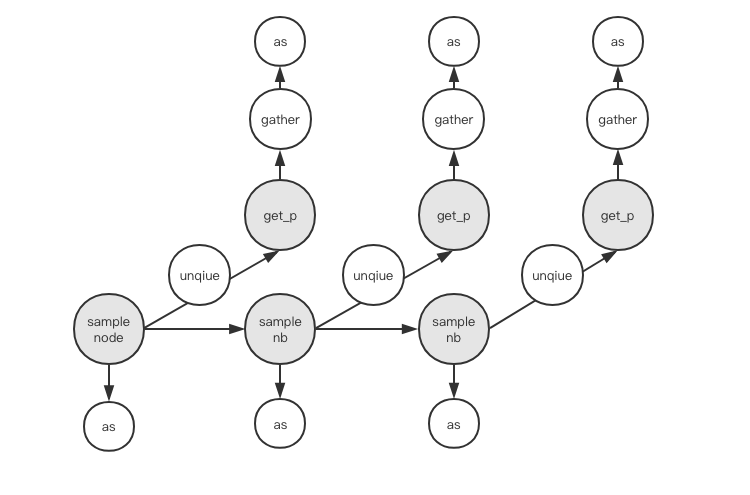 as
as
as
gather
gather
gather
get_p
get_p
get_p
unqiue
unqiue
unqiue
sample
node
sample
nb
sample
nb
as
as
as